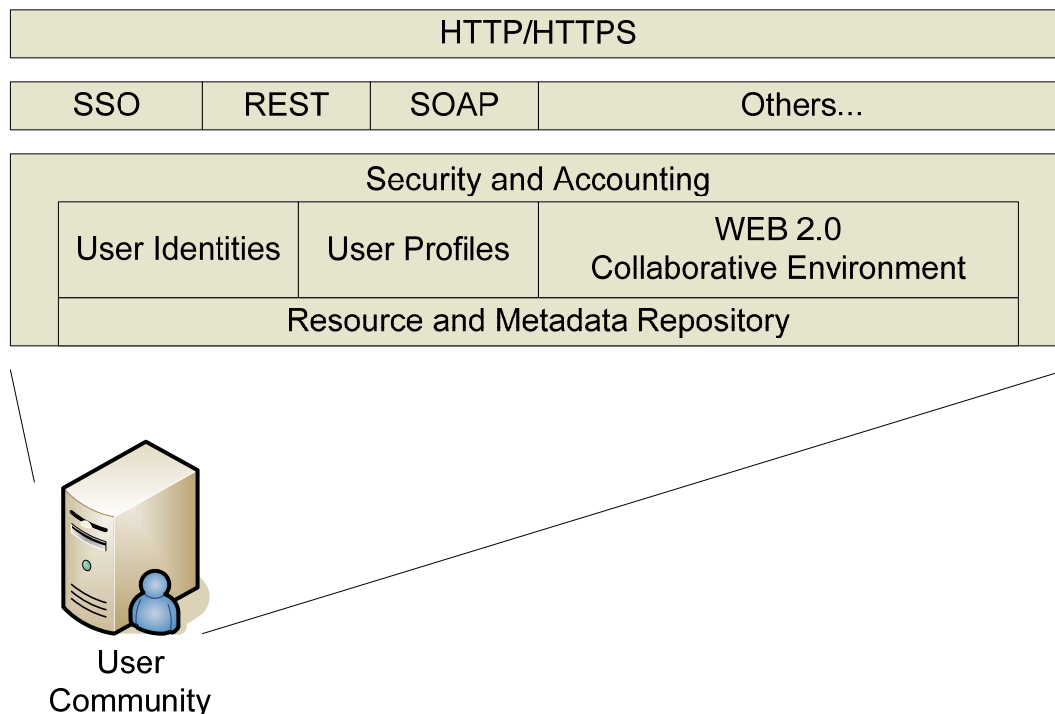 HTTP/HTTPS
SSO
REST
SOAP
Others...
Security and Accounting
User Identities
User Profiles
WEB 2.0
Collaborative Environment
Resource and Metadata Repository
User
Community